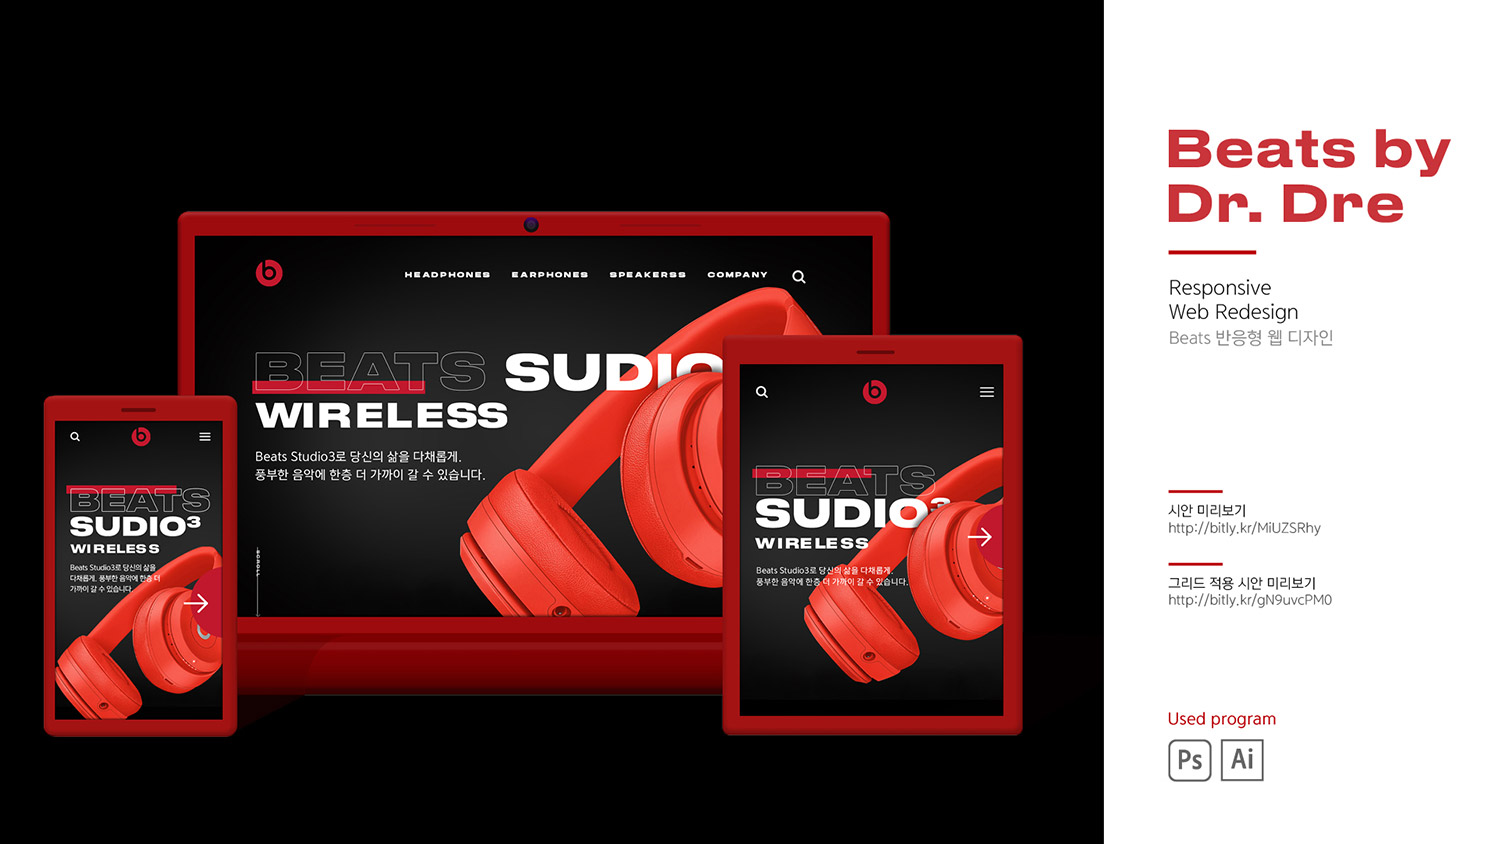 HEADPHONES EARPHONES SPEAKERSS COMPANY
BEATS SUDIO
WIRELESS
Beats Studio3로 당신의 삶을 다채롭게.
풍부한 음악에 한층 더 가까이 갈 수 있습니다.
SCROLL
BEATS
SUDIO³
WIRELESS
Beats Studio3로 당신의 삶을
다채롭게. 풍부한 음악에 한층 더
가까이 갈 수 있습니다.
BEATS
SUDIO³
WIRELESS
Beats Studio3로 당신의 삶을 다채롭게.
풍부한 음악에 한층 더 가까이 갈 수 있습니다.
Beats by
Dr. Dre
Responsive
Web Redesign
Beats 반응형 웹 디자인
시안 미리보기
http://bitly.kr/MiUZSRhy
그리드 적용 시안 미리보기
http://bitly.kr/gN9uvcPM0
Used program
Ps Ai